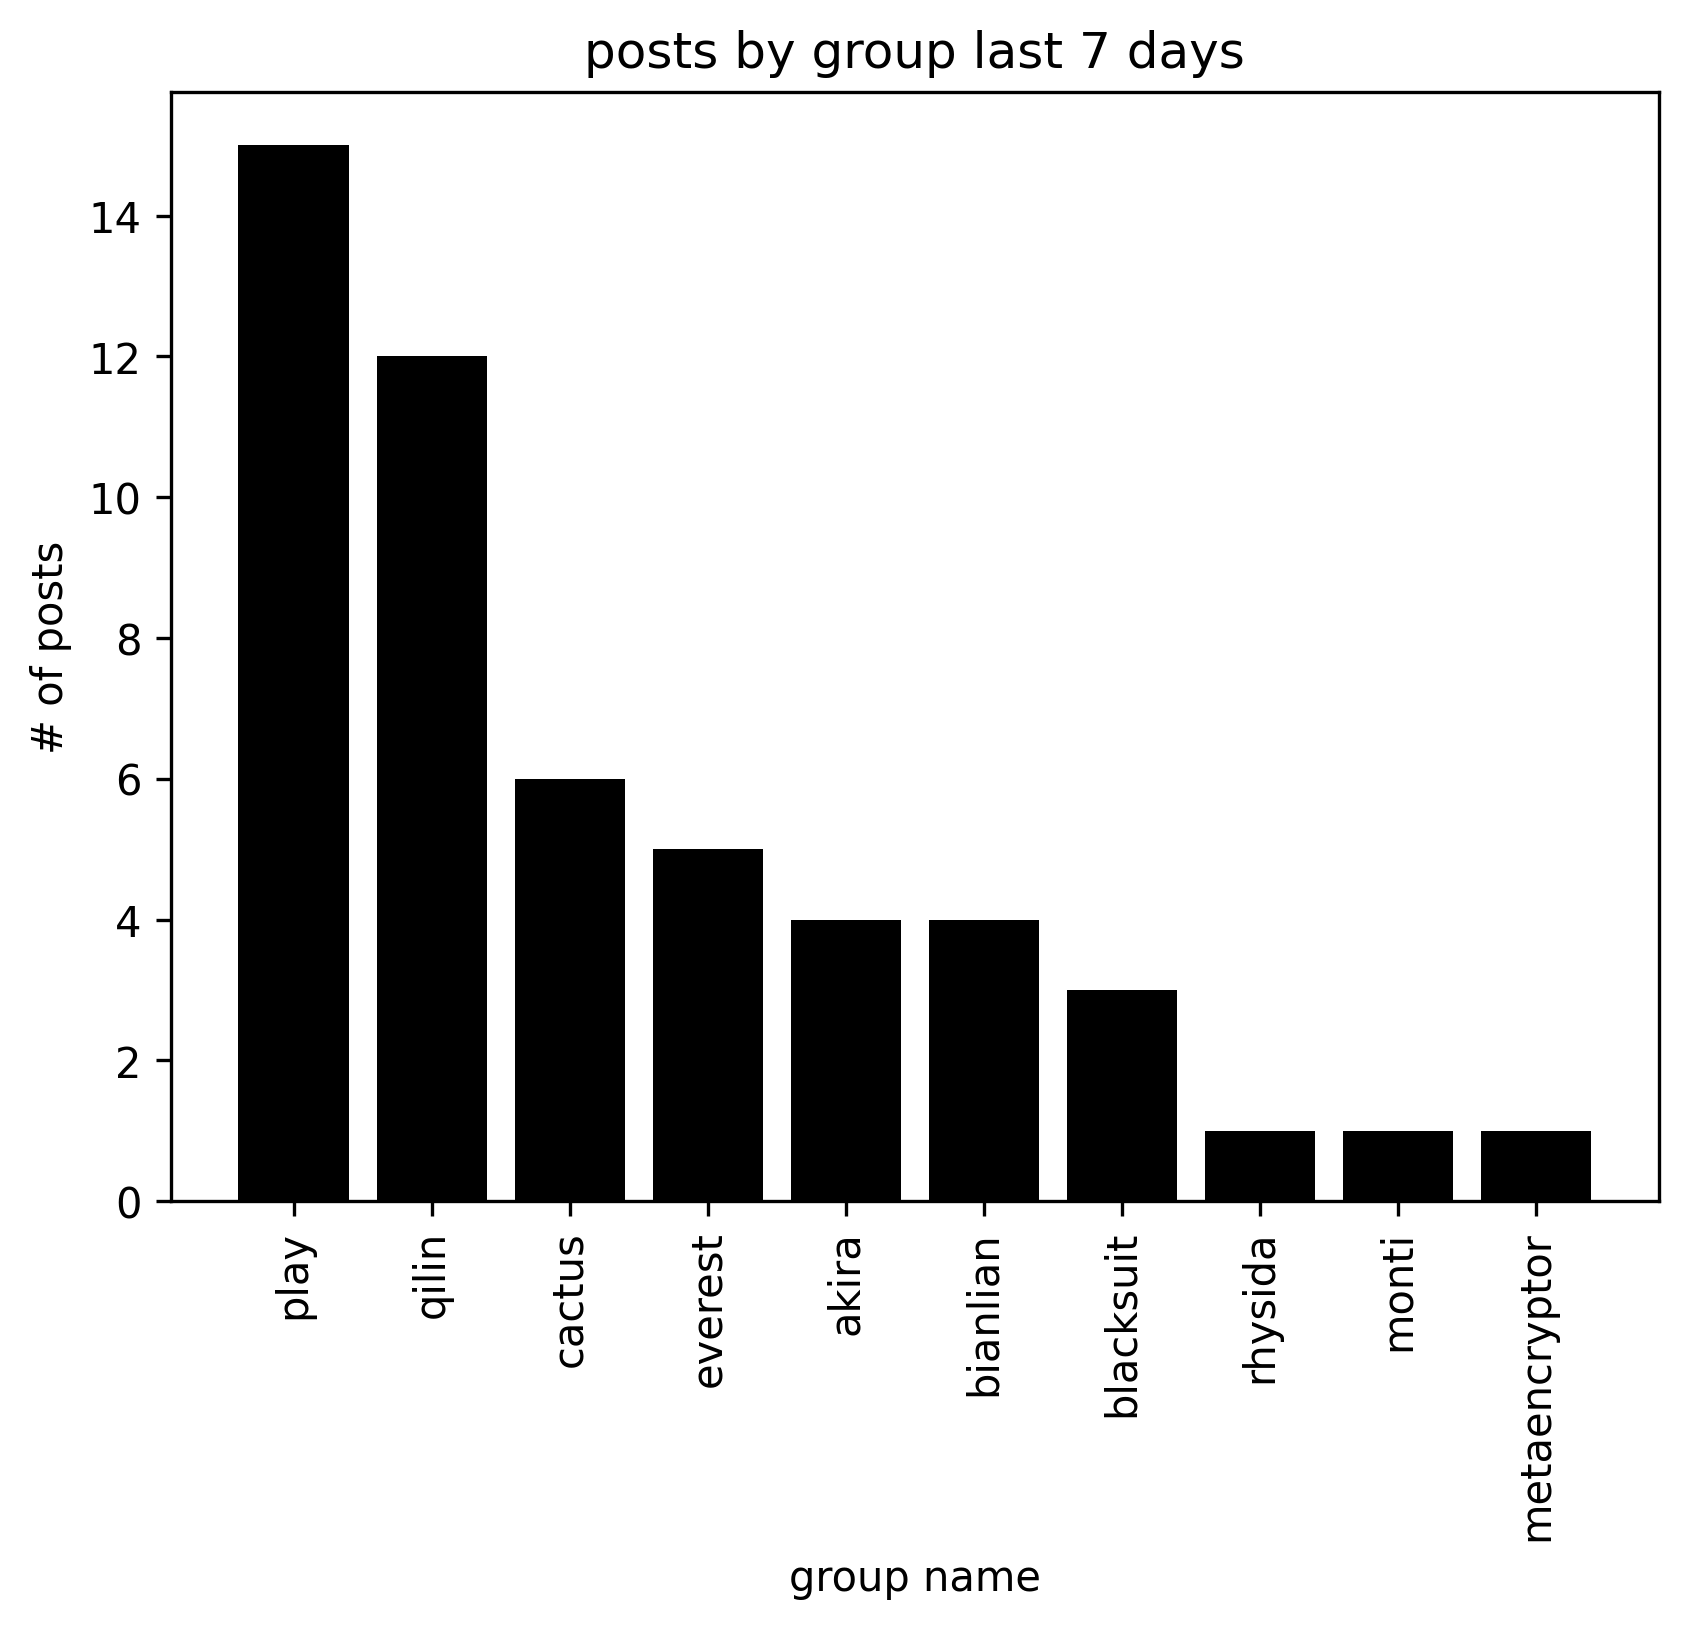 posts by group last 7 days
# of posts
14
12
10
8
6
4
2
0
play
qilin
cactus
everest
akira
bianlian
blacksuit
rhysida
monti
metaencryptor
group name